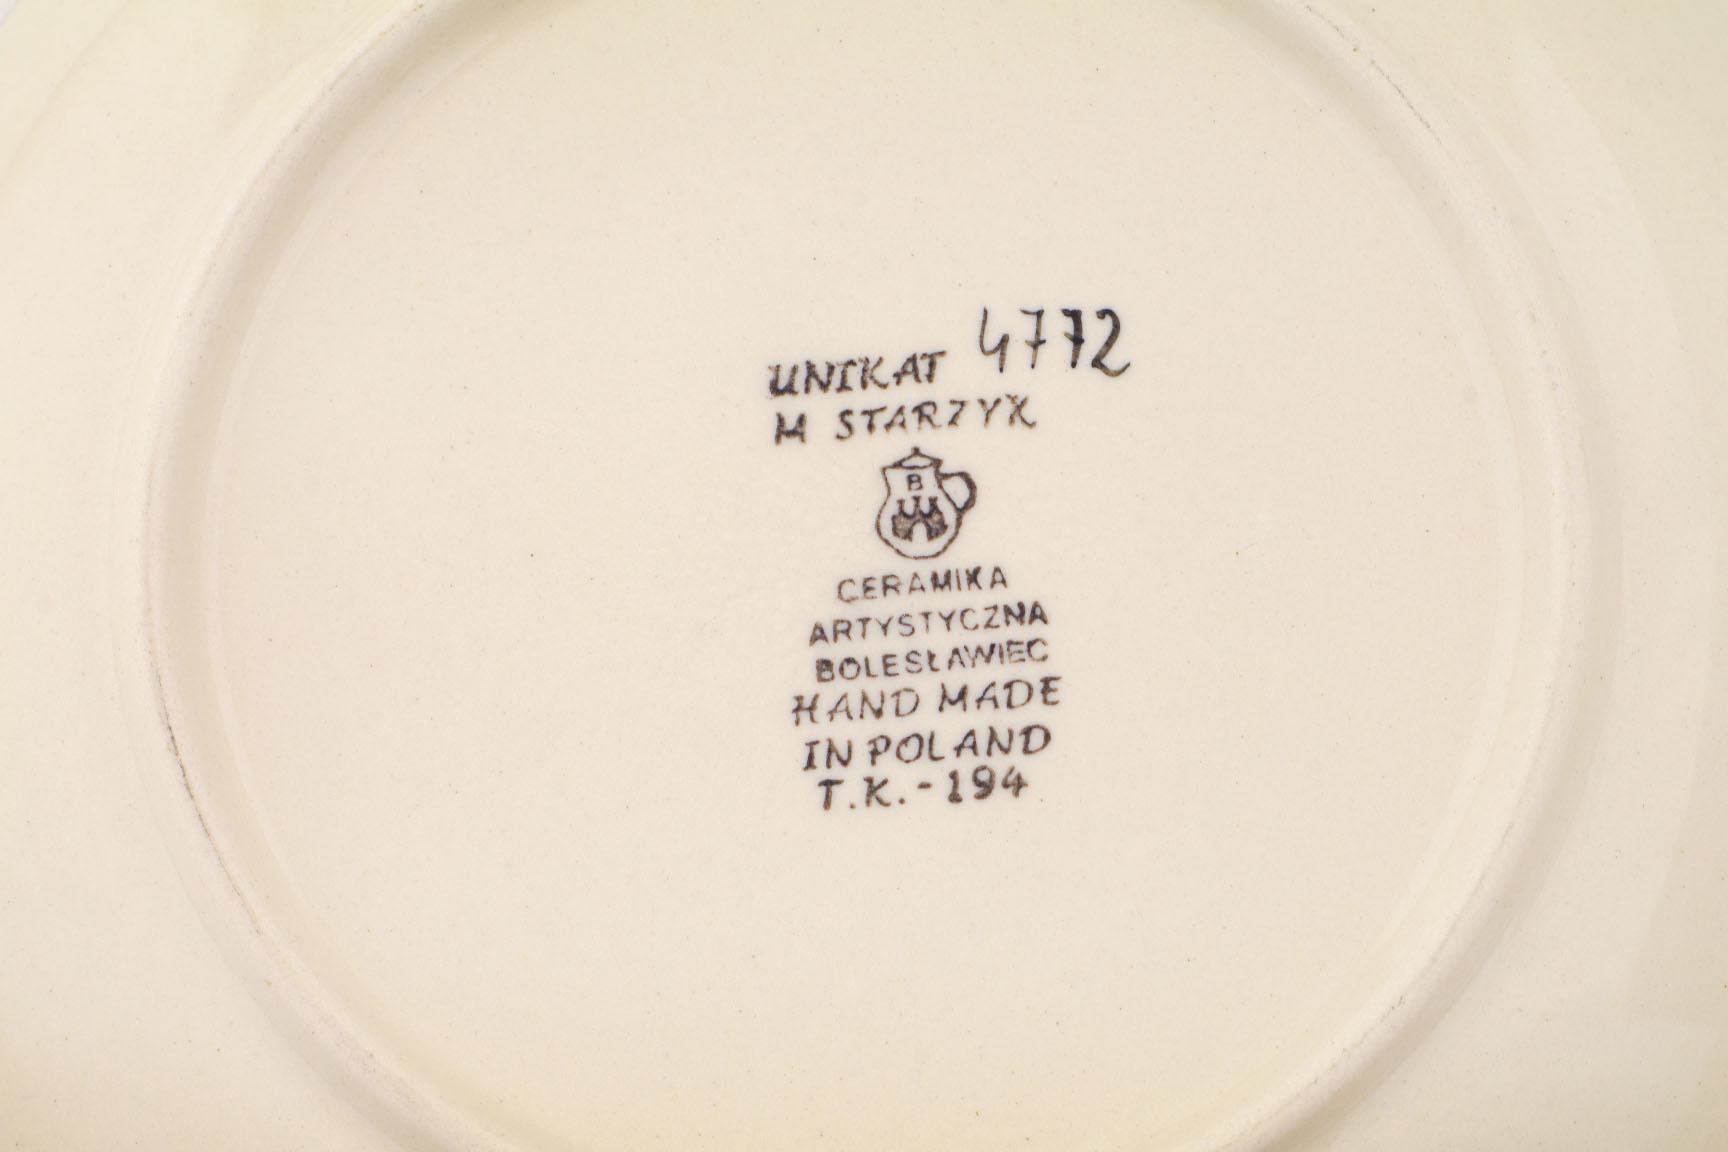 UNIKAT 4772
M STARZYK
B
CERAMIKA
ARTYSTYCZNA
BOLESŁAWIEC
HAND MADE
IN POLAND
T.K.-194